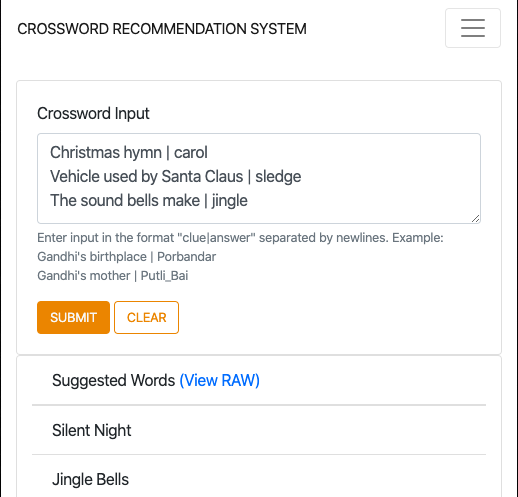 CROSSWORD RECOMMENDATION SYSTEM
Crossword Input
Christmas hymn | carol
Vehicle used by Santa Claus | sledge
The sound bells make | jingle
Enter input in the format "clue|answer" separated by newlines. Example:
Gandhi's birthplace | Porbandar
Gandhi's mother | Putli_Bai
SUBMIT CLEAR
Suggested Words (View RAW)
Silent Night
Jingle Bells